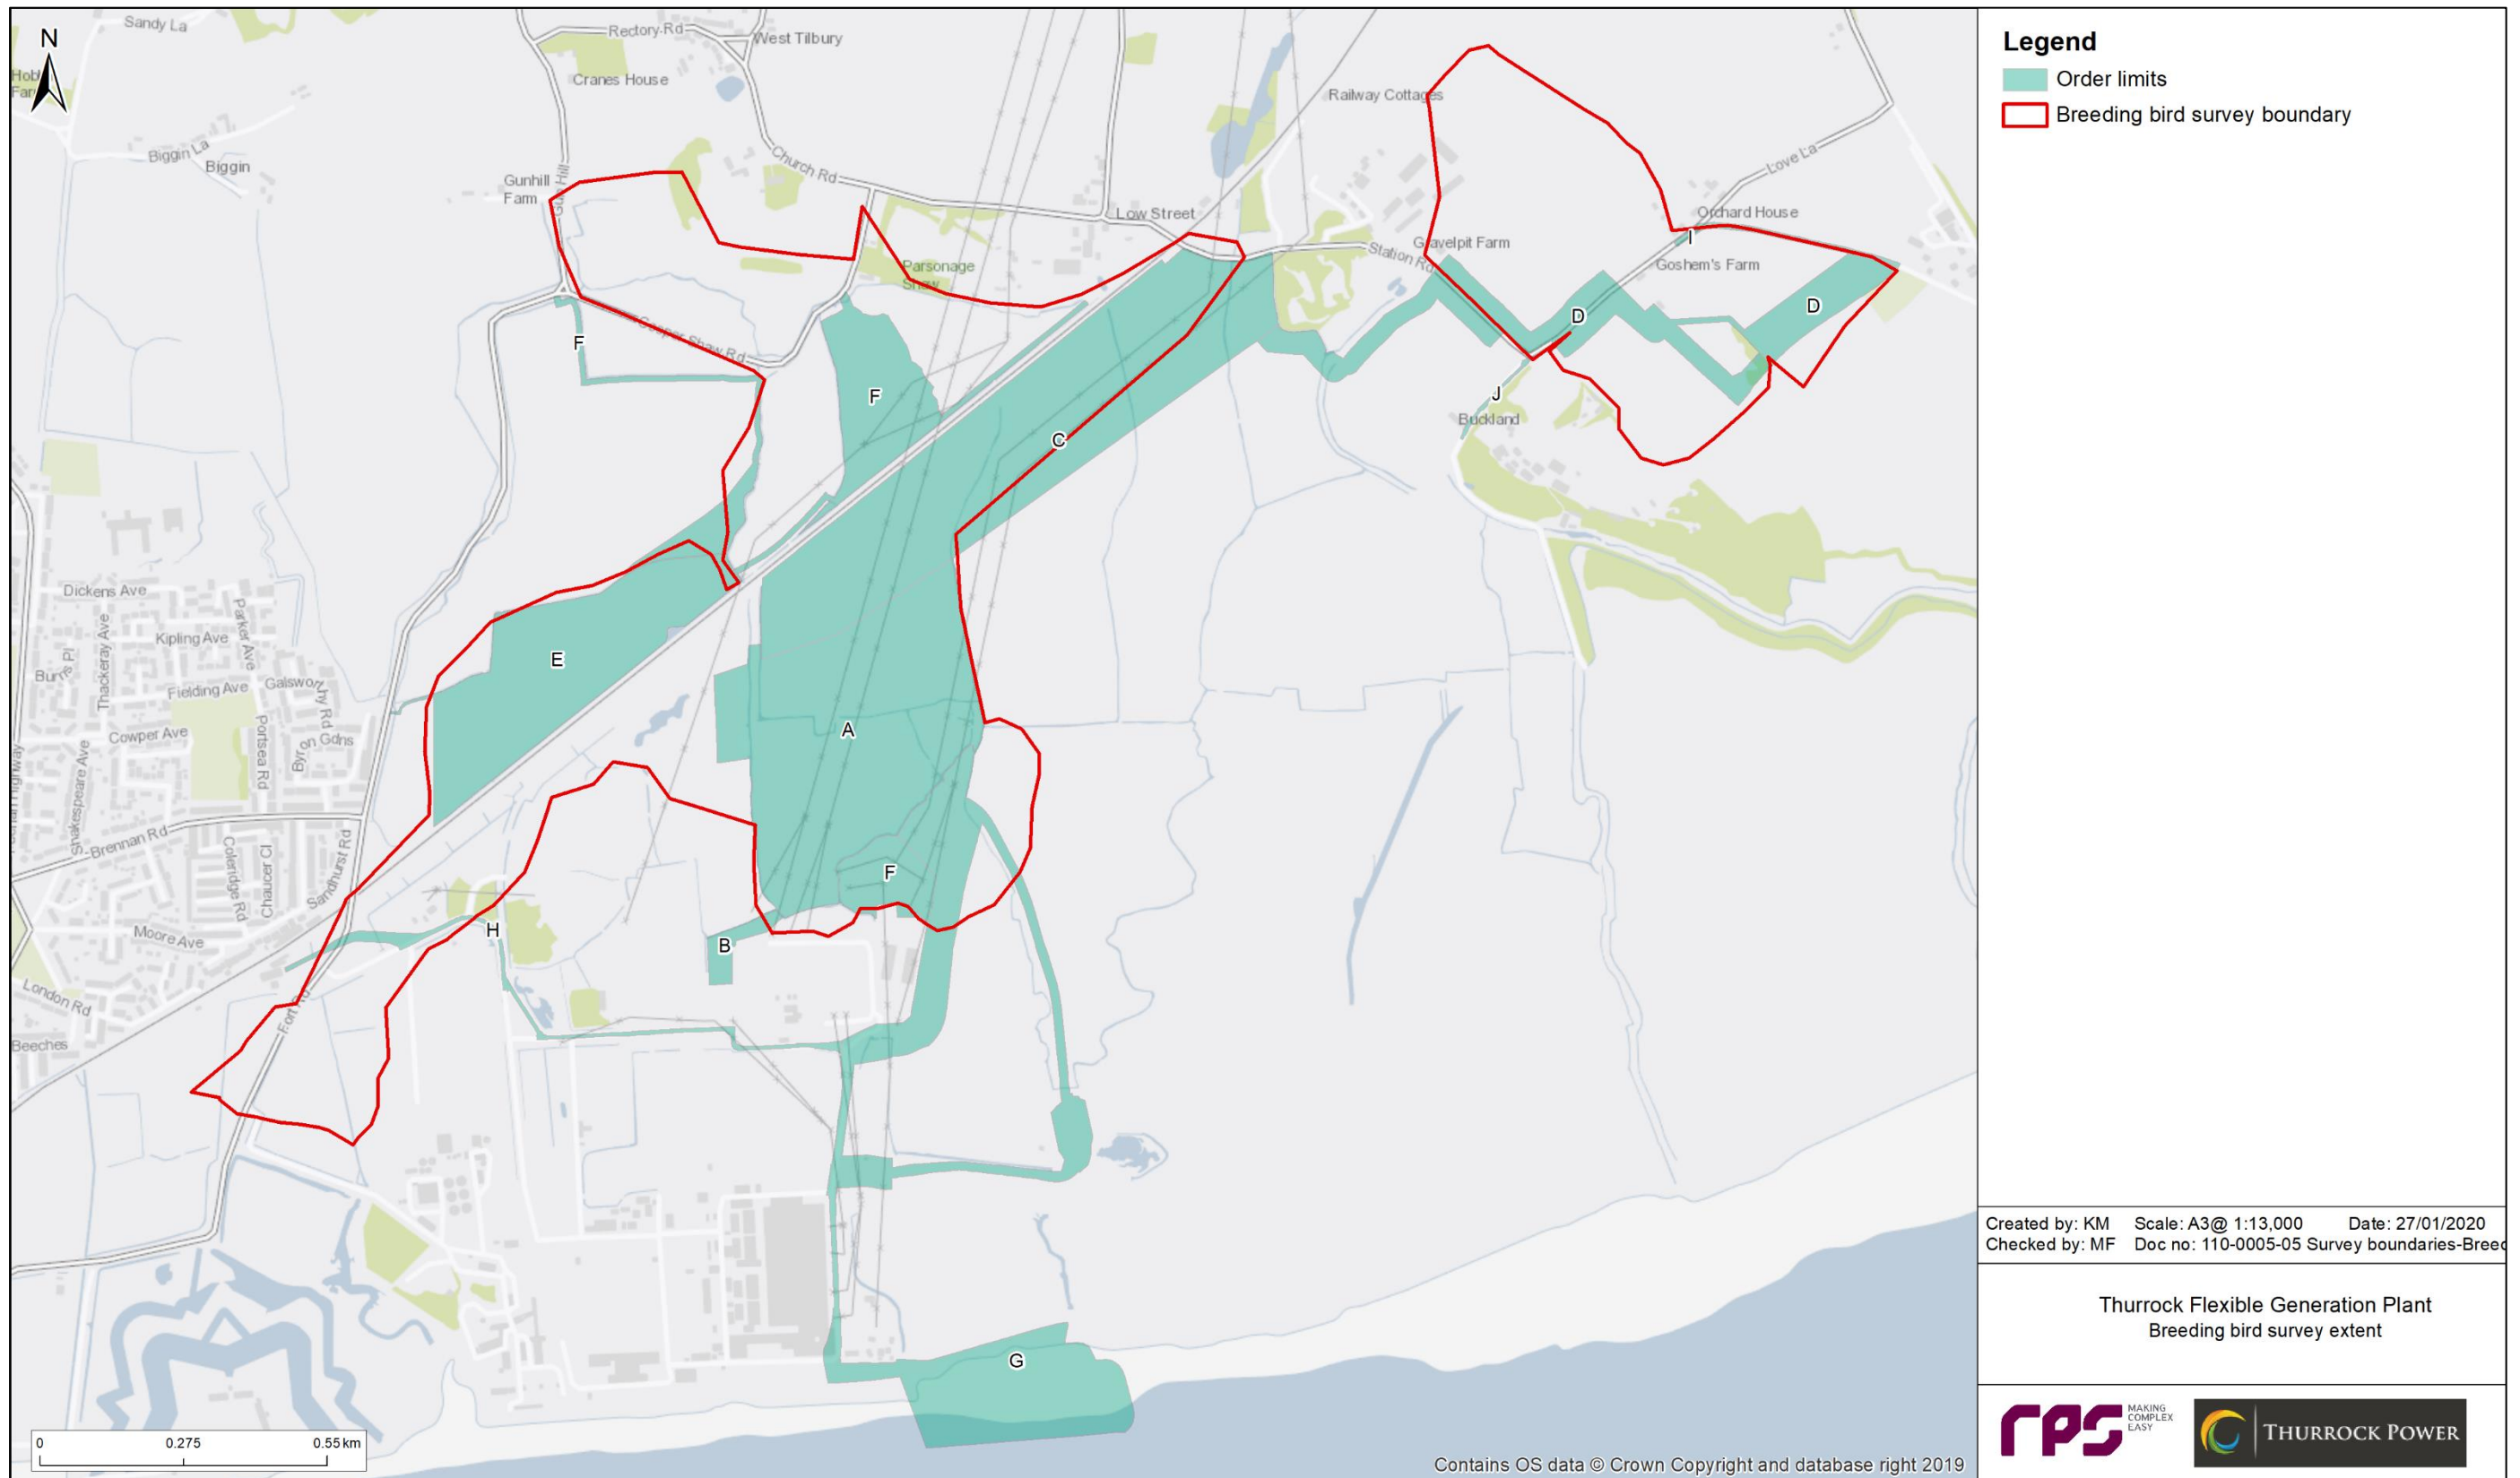 N
Sandy La
Rectory Rd
West Tilbury
Cranes House
Biggin La
Biggin
Gunhill
Farm
Gun Hill
Church Rd
Railway Cottages
Low Street
Parsonage
Shaw
Cooper Shaw Rd
Station Rd
Gravelpit Farm
Love La
Orchard House
I
Goshem's Farm
D
D
F
F
C
J
Buckland
Dickens Ave
Parker Ave
Kipling Ave
Thackeray Ave
Burns Pl
Fielding Ave
Galsworthy Rd
Cowper Ave
Portsea Rd
Byron Gdns
Shakespeare Ave
Brennan Rd
Coleridge Rd
Chaucer Cl
Sandhurst Rd
Moore Ave
London Rd
Beeches
Fort Rd
E
A
F
H
B
G
0 0.275 0.55 km
Contains OS data © Crown Copyright and database right 2019
Legend
Order limits
Breeding bird survey boundary
Created by: KM Scale: A3@ 1:13,000 Date: 27/01/2020
Checked by: MF Doc no: 110-0005-05 Survey boundaries-Breed
Thurrock Flexible Generation Plant
Breeding bird survey extent
rps MAKING
COMPLEX
EASY
THURROCK POWER